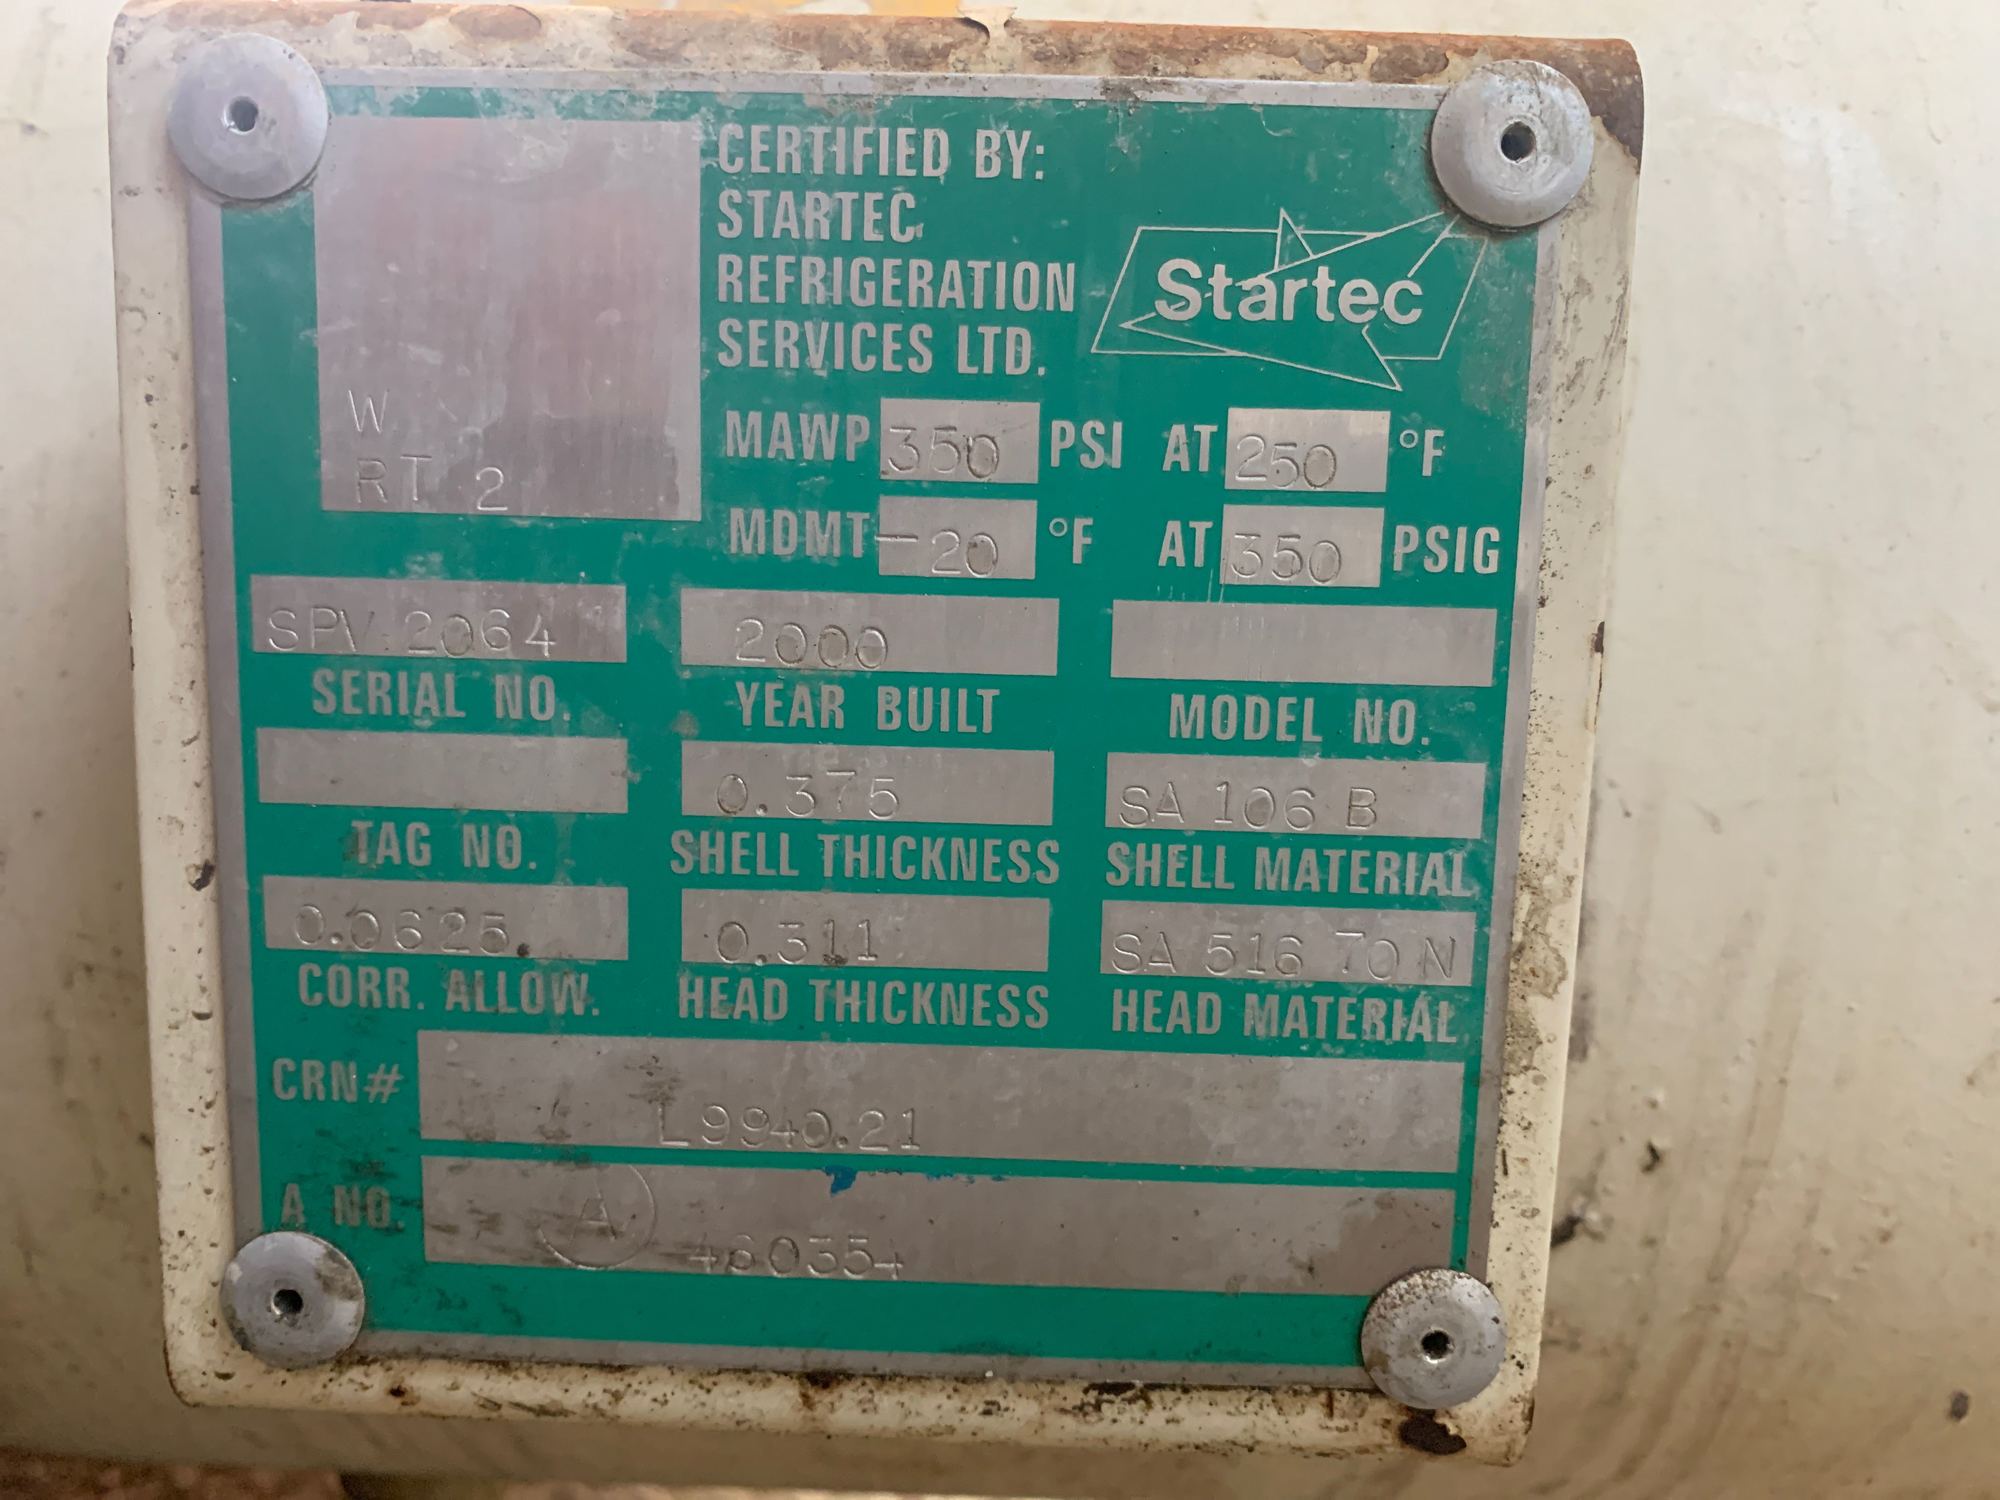 CERTIFIED BY:
STARTEC
REFRIGERATION
SERVICES LTD.
Startec
W
RT 2
MAWP 350 PSI AT 250 °F
MDMT -20 °F AT 350 PSIG
SPV 2064 2000
SERIAL NO. YEAR BUILT MODEL NO.
0.375 SA 106 B
TAG NO. SHELL THICKNESS SHELL MATERIAL
0.0625. 0.311 SA 516 70 N
CORR. ALLOW. HEAD THICKNESS HEAD MATERIAL
CRN# L9940.21
A NO. A 460354